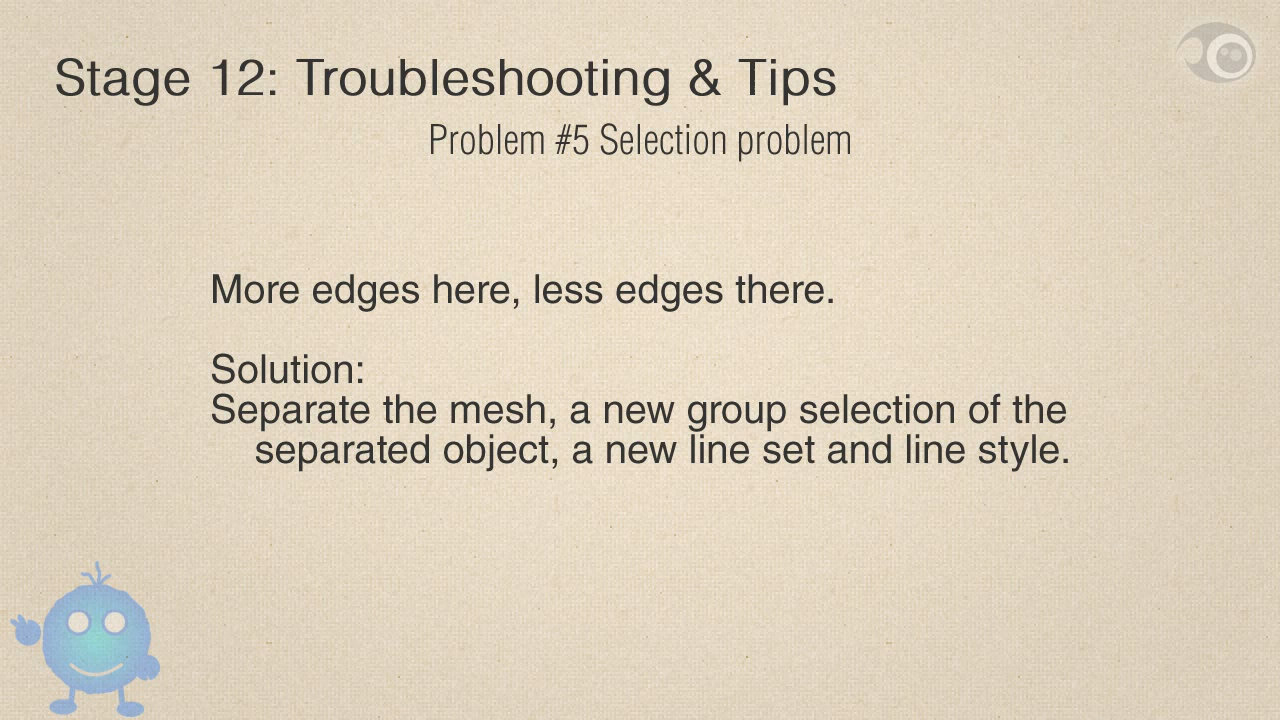 Stage 12: Troubleshooting & Tips
Problem #5 Selection problem
More edges here, less edges there.
Solution:
Separate the mesh, a new group selection of the
separated object, a new line set and line style.